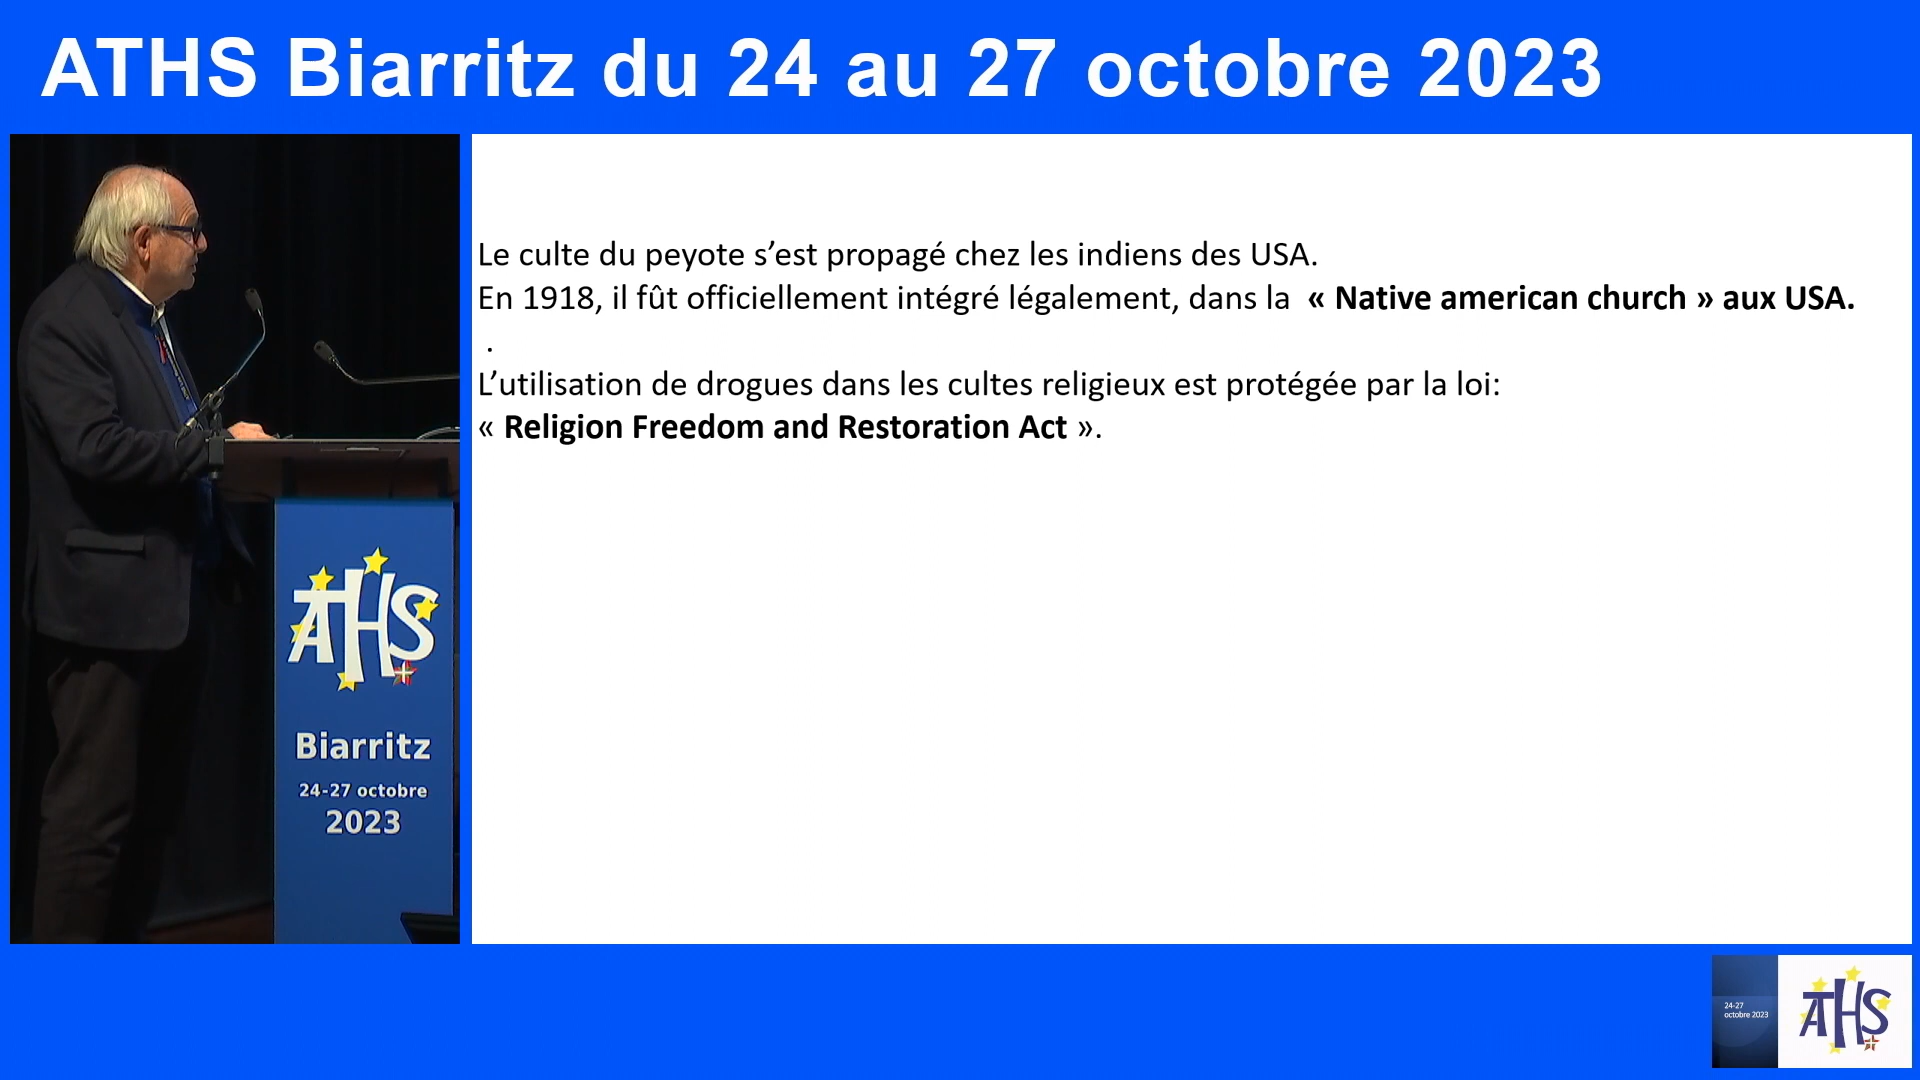 ATHS Biarritz du 24 au 27 octobre 2023
Le culte du peyote s’est propagé chez les indiens des USA.
En 1918, il fût officiellement intégré légalement, dans la « Native american church » aux USA.
.
L’utilisation de drogues dans les cultes religieux est protégée par la loi:
« Religion Freedom and Restoration Act ».
ATHS
Biarritz
24-27 octobre
2023
24-27
octobre 2023
ATHS